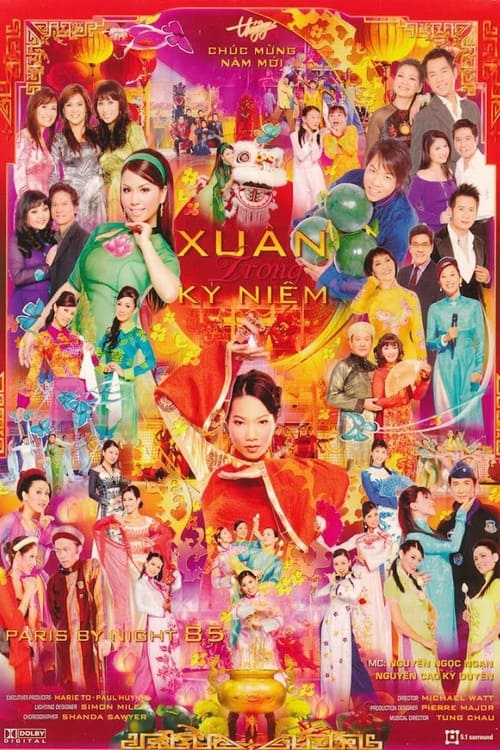 Thúy
CHÚC MỪNG
NĂM MỚI
XUÂN
Trong
KỶ NIỆM
PARIS BY NIGHT 85
MC: NGUYỄN NGỌC NGẠN
NGUYỄN CAO KỲ DUYÊN
EXECUTIVE PRODUCERS MARIE TO - PAUL HUYNH
LIGHTING DESIGNER SIMON MILES
CHOREOGRAPHER SHANDA SAWYER
DIRECTOR MICHAEL WATT
PRODUCTION DESIGNER PIERRE MAJOR
MUSICAL DIRECTOR TUNG CHAU
DOLBY
DIGITAL
5.1 surround